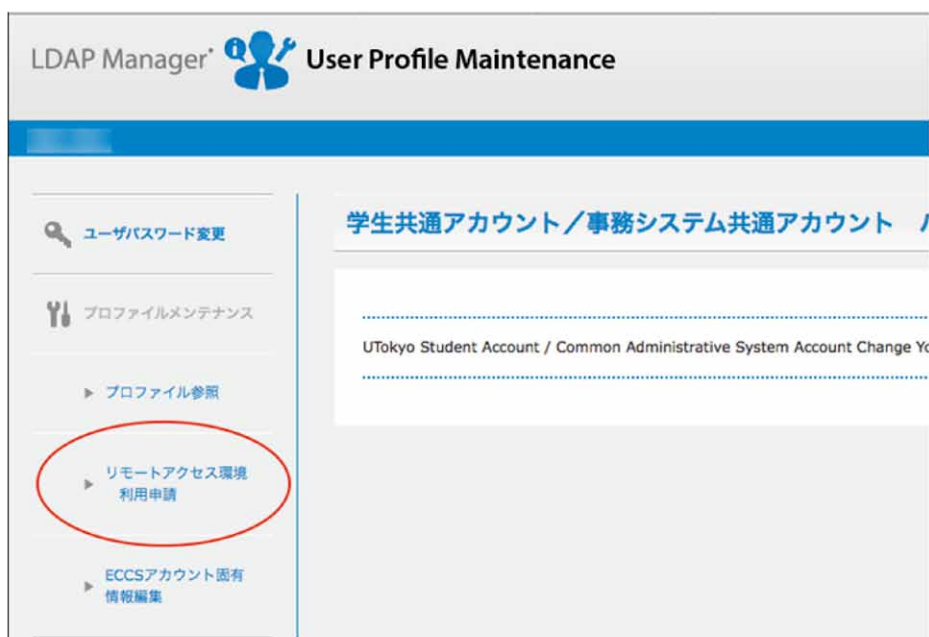 LDAP Manager
User Profile Maintenance
ユーザパスワード変更
プロファイルメンテナンス
プロファイル参照
リモートアクセス環境
利用申請
ECCSアカウント固有
情報編集
学生共通アカウント／事務システム共通アカウント
UTokyo Student Account / Common Administrative System Account Change